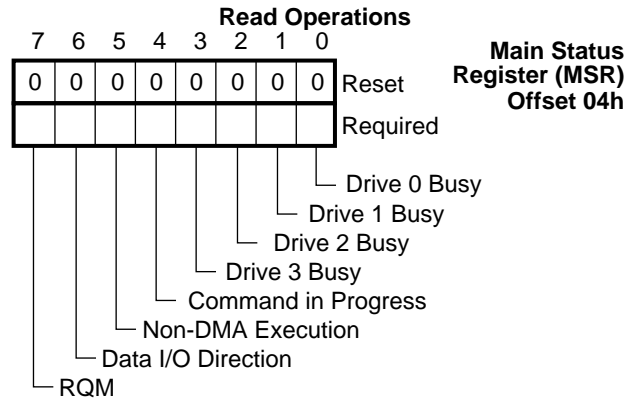 Read Operations
7 6 5 4 3 2 1 0
Main Status
Register (MSR)
Offset 04h
0 0 0 0 0 0 0 0 Reset
Required
Drive 0 Busy
Drive 1 Busy
Drive 2 Busy
Drive 3 Busy
Command in Progress
Non-DMA Execution
Data I/O Direction
RQM